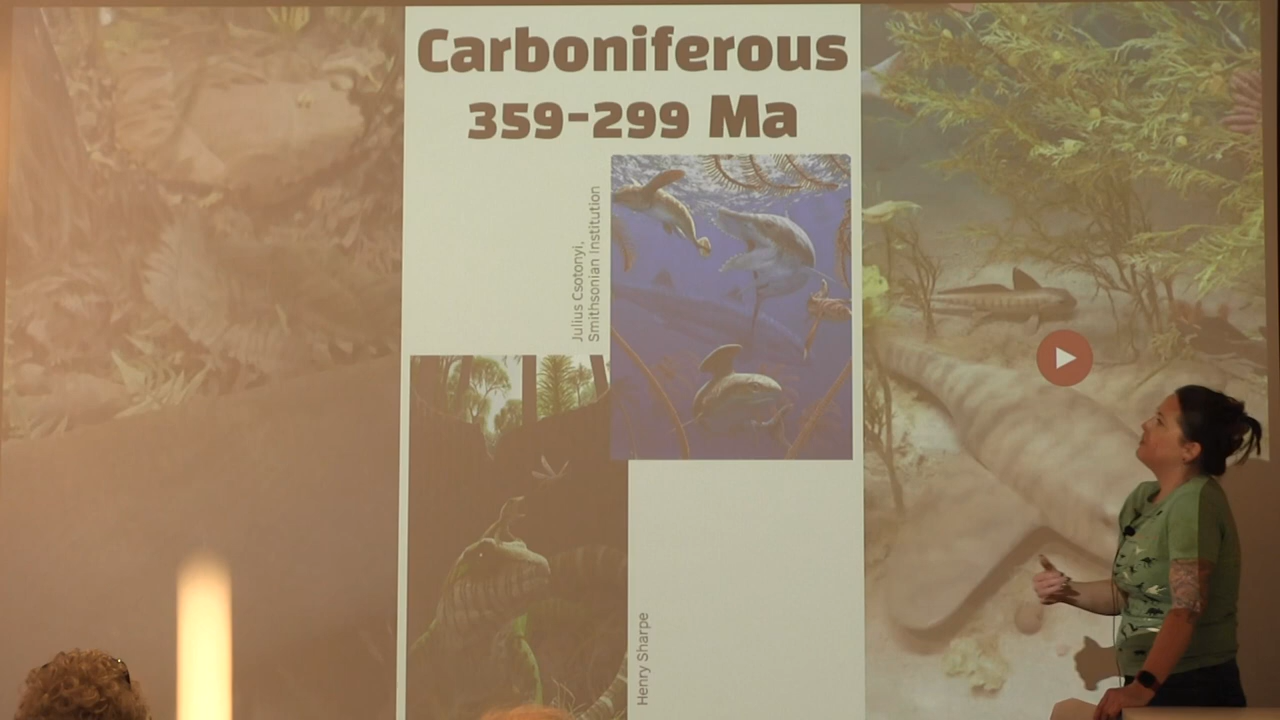 Carboniferous
359-299 Ma
Julius Csotonyi,
Smithsonian Institution
Henry Sharpe